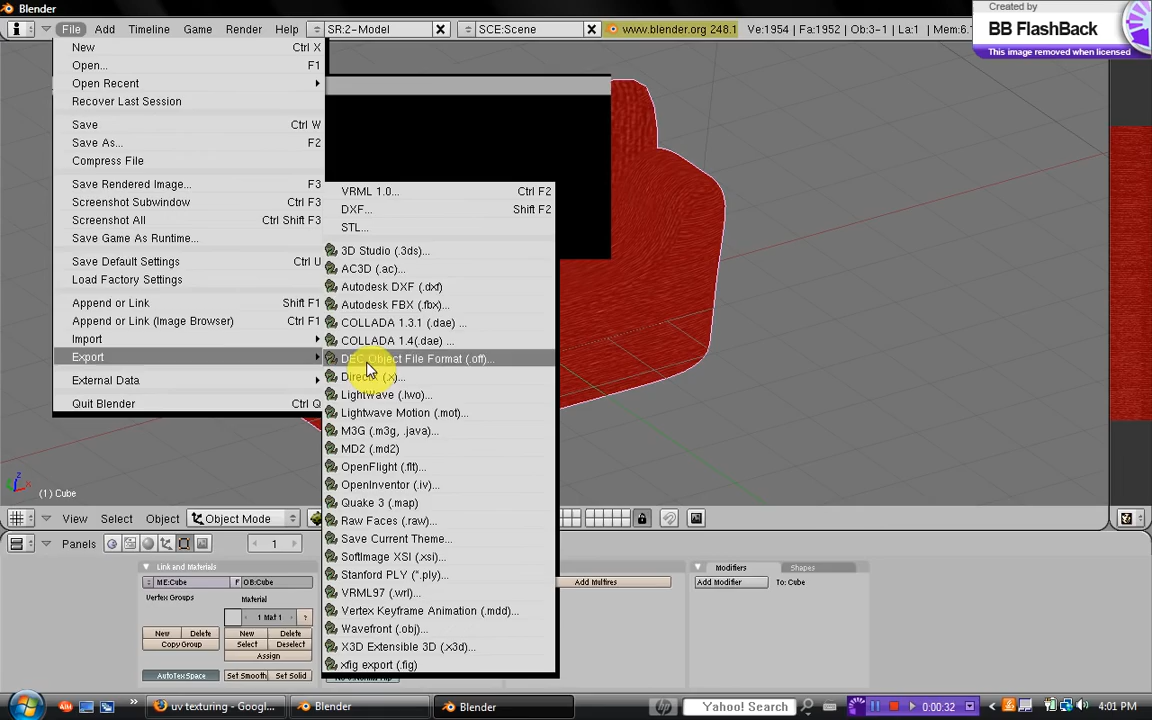 Blender
Created by
BB FlashBack
This image removed when licensed
File Add Timeline Game Render Help SR:2-Model SCE:Scene www.blender.org 248.1 Ve:1954 | Fa:1952 | Ob:3-1 | La:1 | Mem:6.
New Ctrl X
Open... F1
Open Recent
Recover Last Session
Save Ctrl W
Save As... F2
Compress File
Save Rendered Image... F3
Screenshot Subwindow Ctrl F3
Screenshot All Ctrl Shift F3
Save Game As Runtime...
Save Default Settings Ctrl U
Load Factory Settings
Append or Link Shift F1
Append or Link (Image Browser) Ctrl F1
Import
Export
External Data
Quit Blender Ctrl Q
VRML 1.0... Ctrl F2
DXF... Shift F2
STL...
3D Studio (.3ds)...
AC3D (.ac)...
Autodesk DXF (.dxf)
Autodesk FBX (.fbx)...
COLLADA 1.3.1 (.dae) ...
COLLADA 1.4(.dae) ...
DEC Object File Format (.off)...
DirectX (.x)...
LightWave (.lwo)...
Lightwave Motion (.mot)...
M3G (.m3g, .java)...
MD2 (.md2)
OpenFlight (.flt)...
OpenInventor (.iv)...
Quake 3 (.map)
Raw Faces (.raw)...
Save Current Theme...
SoftImage XSI (.xsi)...
Stanford PLY (*.ply)...
VRML97 (.wrl)...
Vertex Keyframe Animation (.mdd)...
Wavefront (.obj)...
X3D Extensible 3D (.x3d)...
xfig export (.fig)
z
(1) Cube
View Select Object Object Mode
Panels 1
Link and Materials
ME:Cube F OB:Cube
Vertex Groups
Material
1 Mat 1 ?
New Delete New Delete
Copy Group Select Deselect
Assign
AutoTexSpace Set Smooth Set Solid
Add Multires
Modifiers Shapes
Add Modifier To: Cube
uv texturing - Googl... Blender Blender
Yahoo! Search 0:00:32 4:01 PM